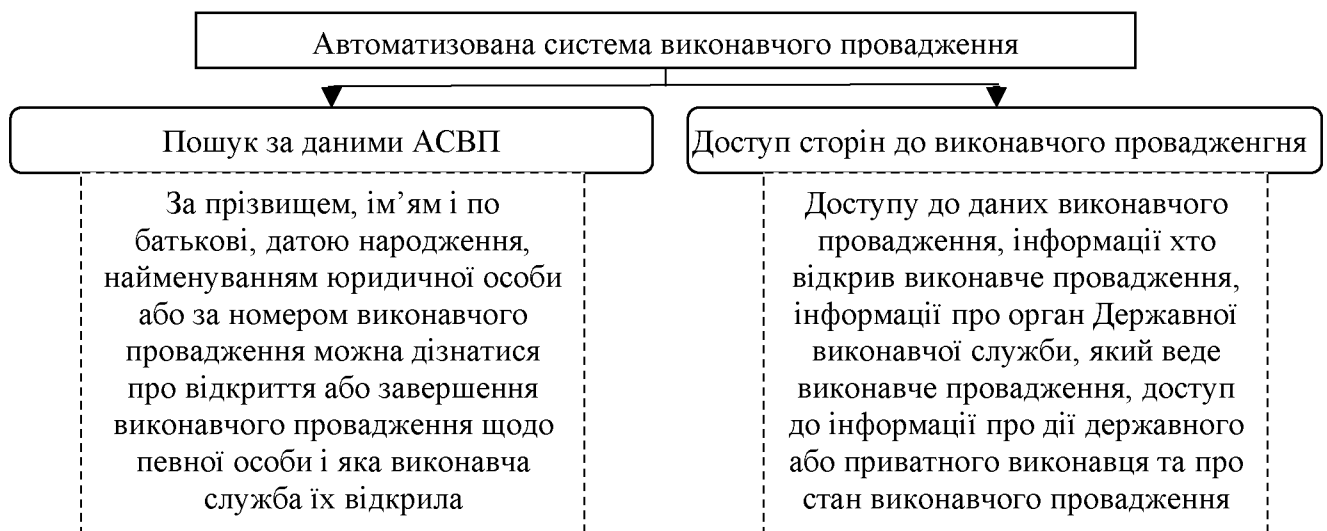 Автоматизована система виконавчого провадження
Пошук за даними АСВП
За прізвищем, ім’ям і по
батькові, датою народження,
найменуванням юридичної особи
або за номером виконавчого
провадження можна дізнатися
про відкриття або завершення
виконавчого провадження щодо
певної особи і яка виконавча
служба їх відкрила
Доступ сторін до виконавчого провадженгня
Доступу до даних виконавчого
провадження, інформації хто
відкрив виконавче провадження,
інформації про орган Державної
виконавчої служби, який веде
виконавче провадження, доступ
до інформації про дії державного
або приватного виконавця та про
стан виконавчого провадження